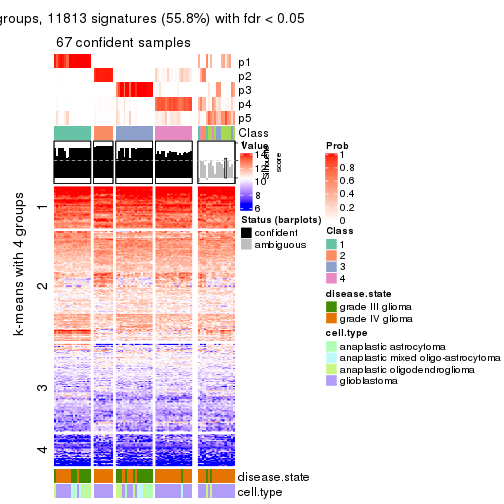 groups, 11813 signatures (55.8%) with fdr < 0.05
67 confident samples
p1
p2
p3
p4
p5
Class
Silhouette
score
k-means with 4 groups
1
2
3
4
disease.state
cell.type
Value
14
12
10
8
6
Status (barplots)
confident
ambiguous
Prob
1
0.8
0.6
0.4
0.2
0
Class
1
2
3
4
disease.state
grade III glioma
grade IV glioma
cell.type
anaplastic astrocytoma
anaplastic mixed oligo-astrocytoma
anaplastic oligodendroglioma
glioblastoma